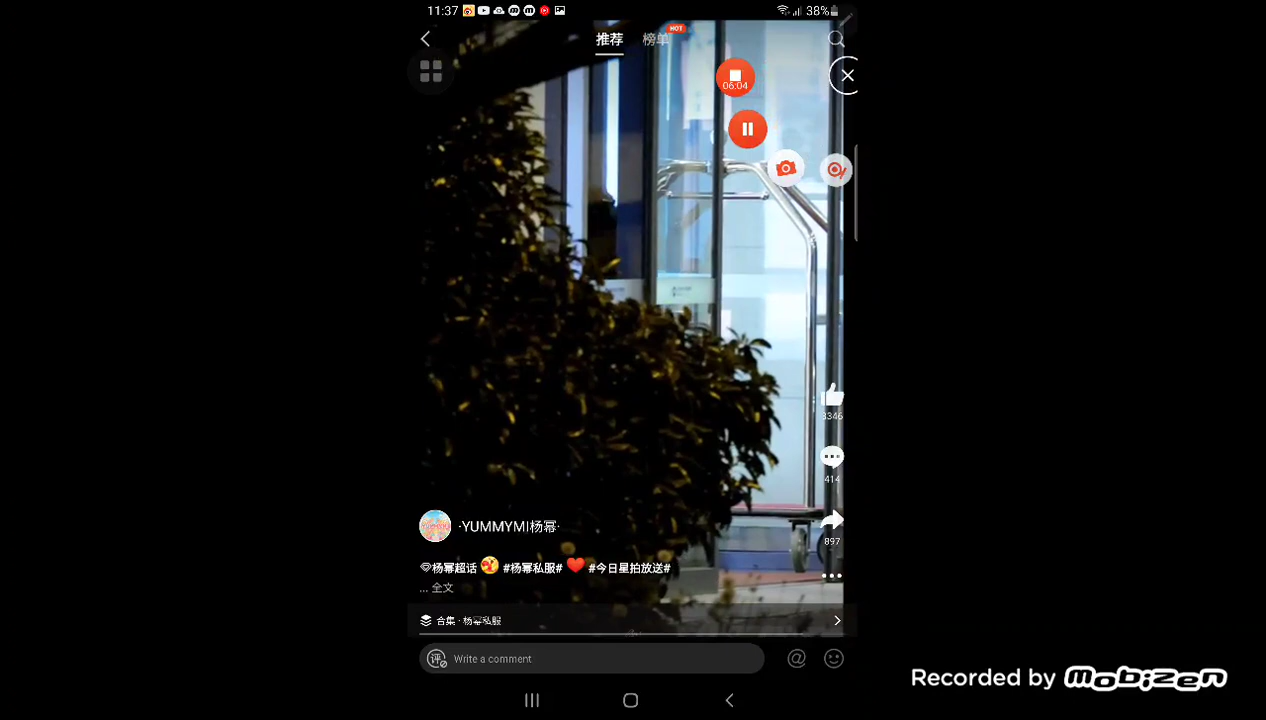 11:37
38%
推荐
榜单
HOT
06:04
3346
414
·YUMMYMI杨幂·
897
杨幂超话 #杨幂私服# #今日星拍放送#
... 全文
合集 · 杨幂私服
评 Write a comment
@
Recorded by mobizen